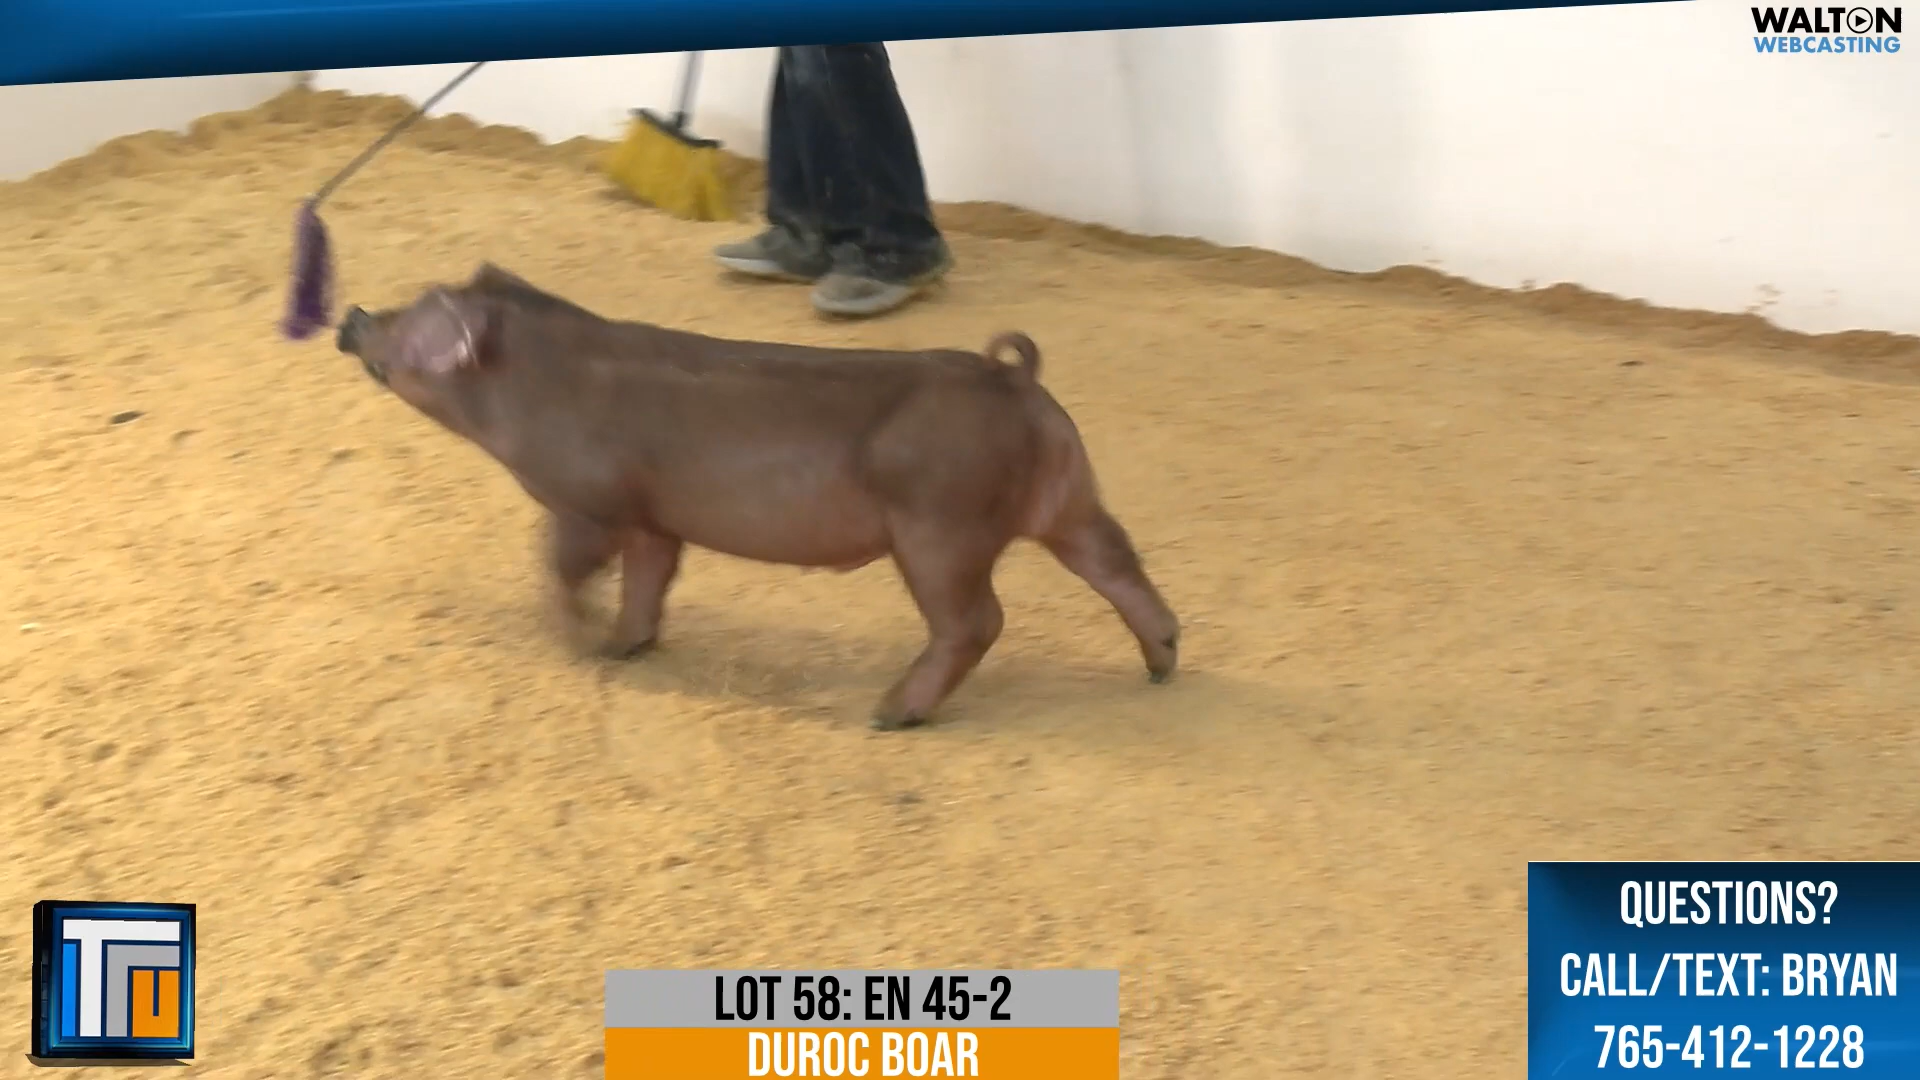 WALTON
WEBCASTING
QUESTIONS?
CALL/TEXT: BRYAN
765-412-1228
LOT 58: EN 45-2
DUROC BOAR